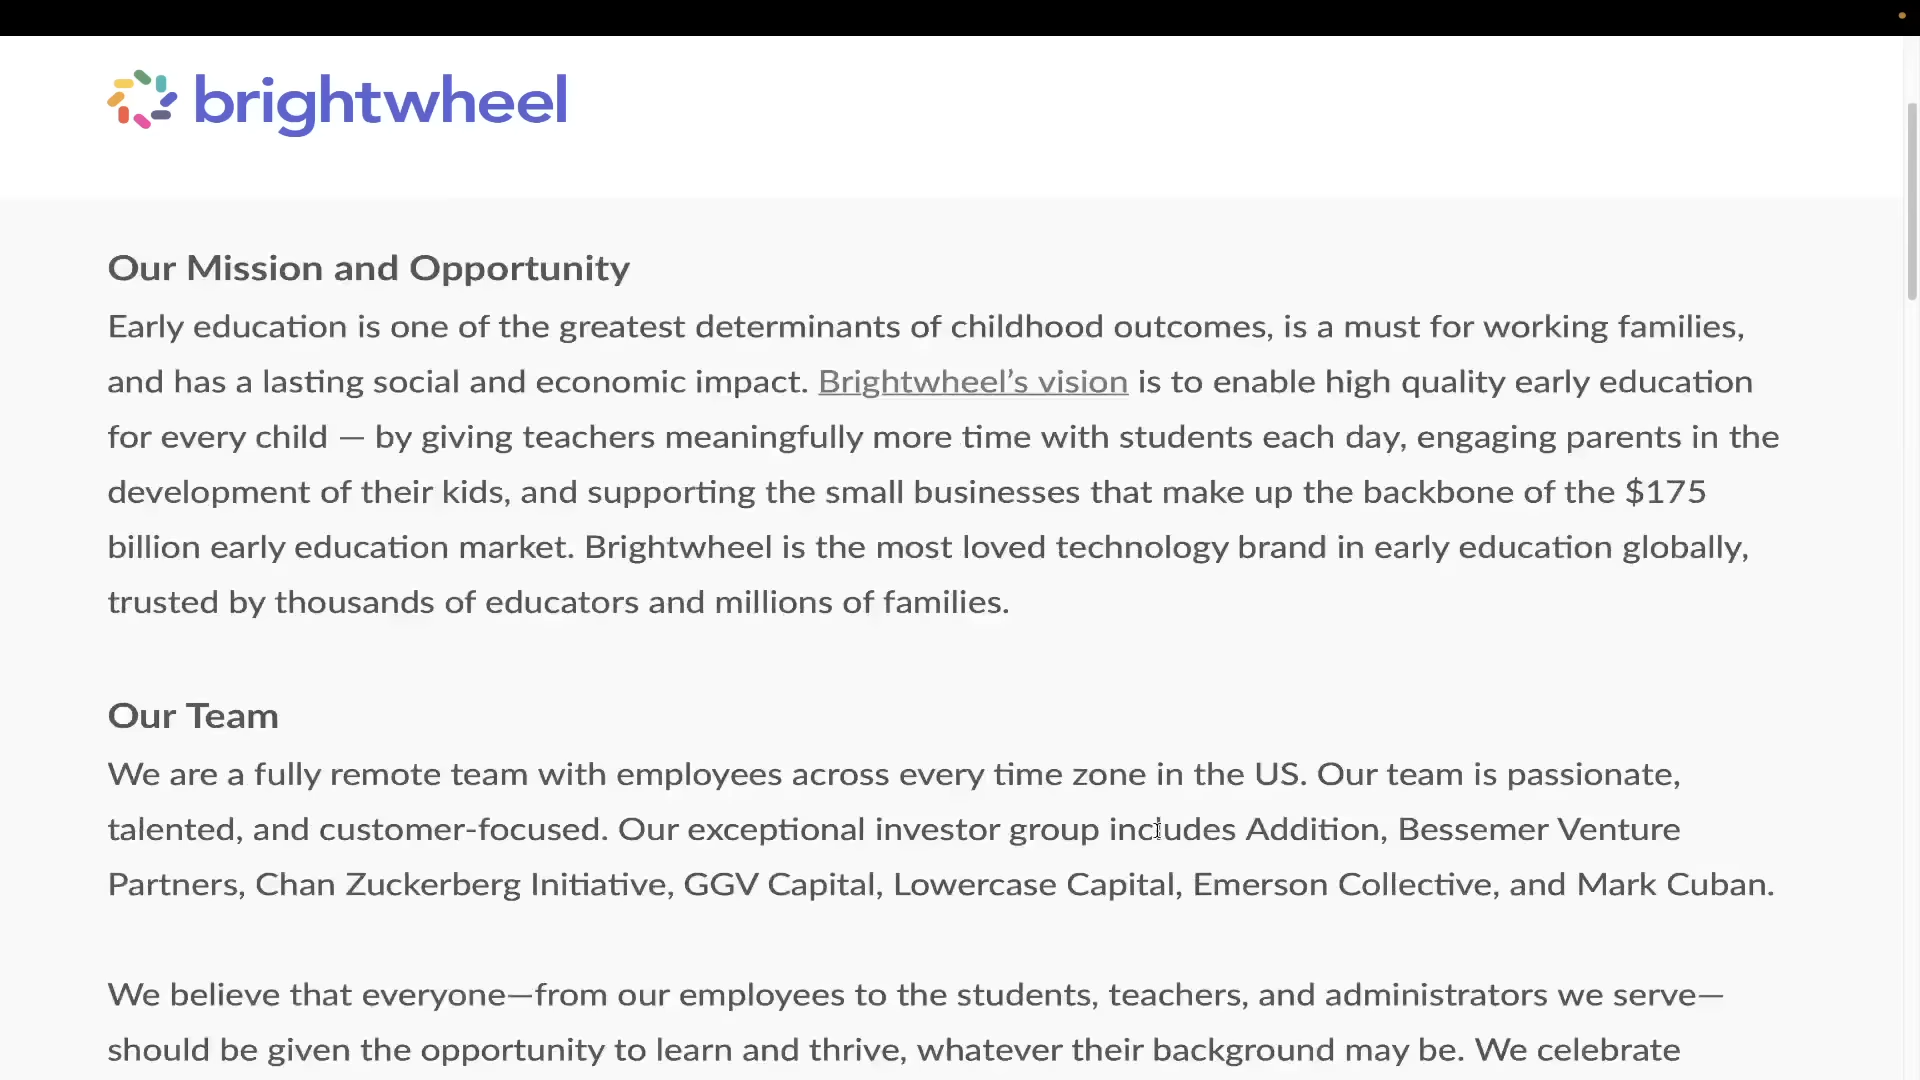 brightwheel
Our Mission and Opportunity
Early education is one of the greatest determinants of childhood outcomes, is a must for working families,
and has a lasting social and economic impact. Brightwheel’s vision is to enable high quality early education
for every child — by giving teachers meaningfully more time with students each day, engaging parents in the
development of their kids, and supporting the small businesses that make up the backbone of the $175
billion early education market. Brightwheel is the most loved technology brand in early education globally,
trusted by thousands of educators and millions of families.
Our Team
We are a fully remote team with employees across every time zone in the US. Our team is passionate,
talented, and customer-focused. Our exceptional investor group includes Addition, Bessemer Venture
Partners, Chan Zuckerberg Initiative, GGV Capital, Lowercase Capital, Emerson Collective, and Mark Cuban.
We believe that everyone—from our employees to the students, teachers, and administrators we serve—
should be given the opportunity to learn and thrive, whatever their background may be. We celebrate